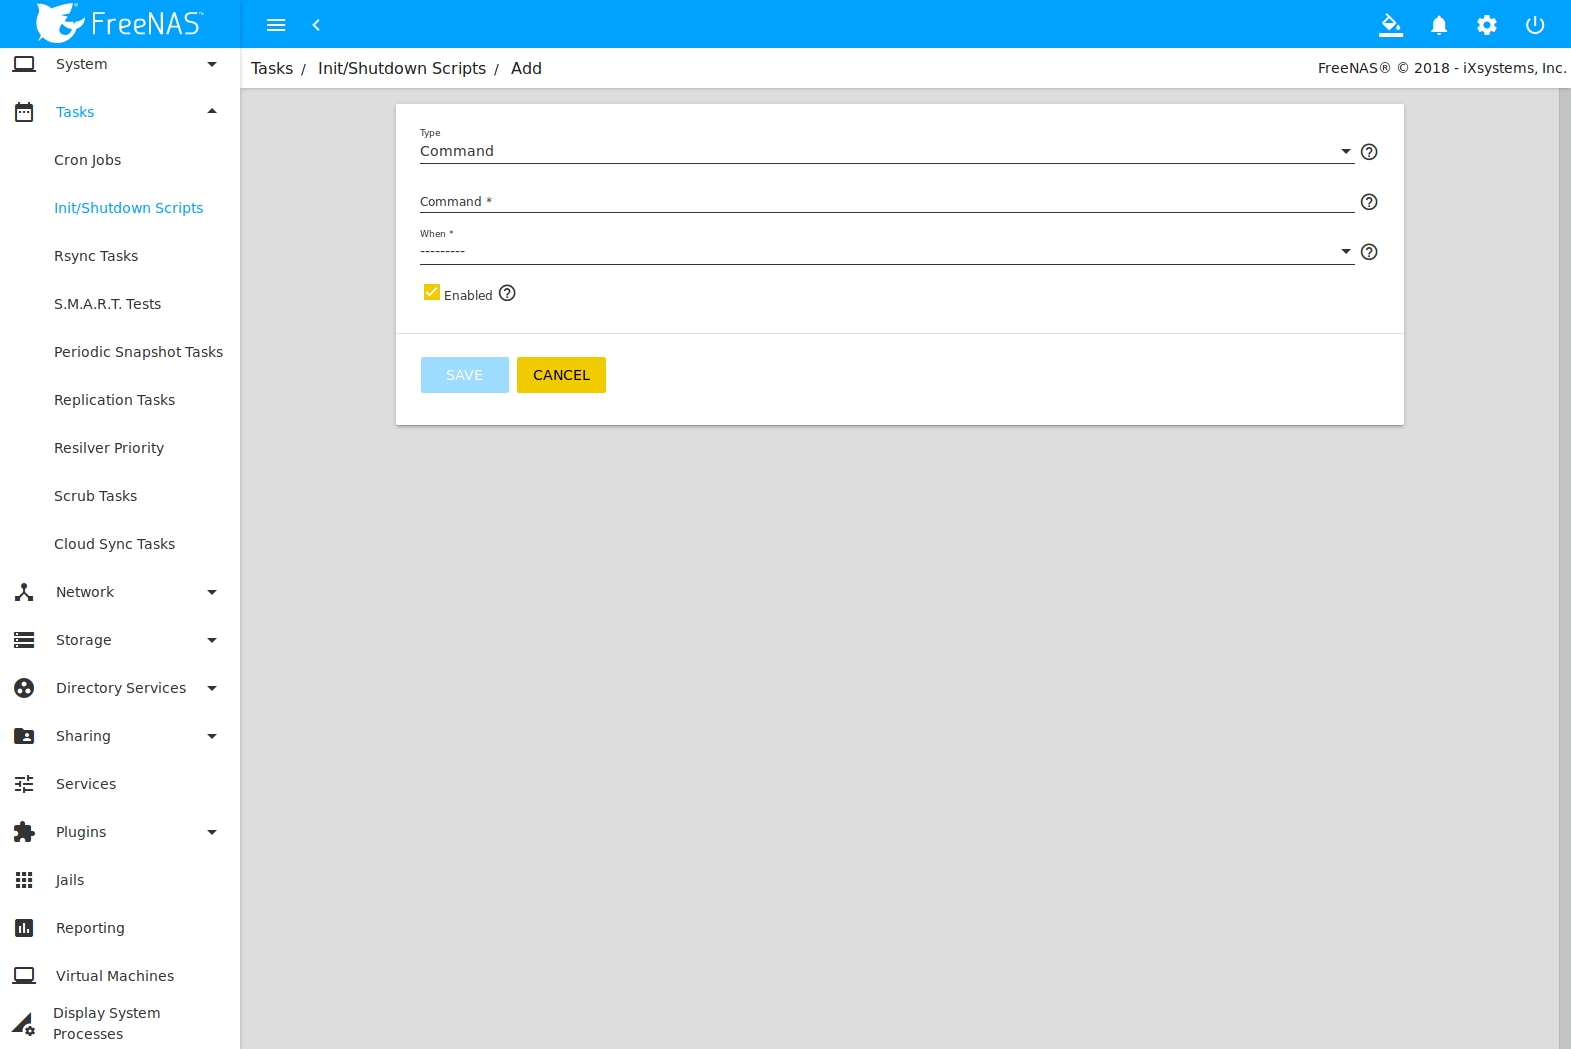 FreeNAS™
System
Tasks
Cron Jobs
Init/Shutdown Scripts
Rsync Tasks
S.M.A.R.T. Tests
Periodic Snapshot Tasks
Replication Tasks
Resilver Priority
Scrub Tasks
Cloud Sync Tasks
Network
Storage
Directory Services
Sharing
Services
Plugins
Jails
Reporting
Virtual Machines
Display System
Processes
Tasks / Init/Shutdown Scripts / Add
FreeNAS® © 2018 - iXsystems, Inc.
Type
Command
Command *
When *
---------
Enabled
SAVE
CANCEL